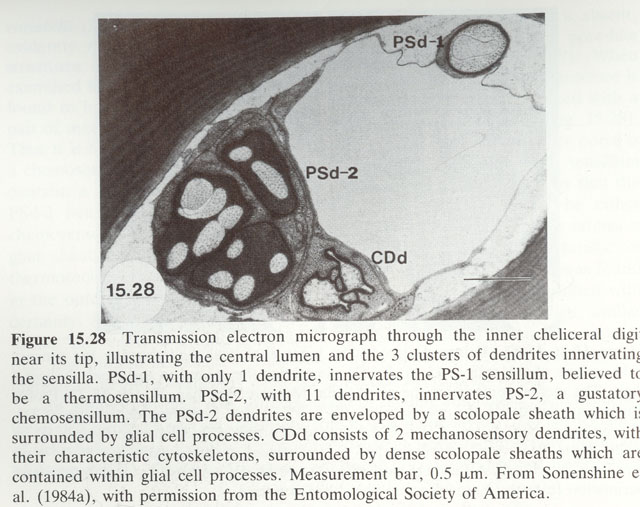 PSd-1
PSd-2
CDd
15.28
Figure 15.28 Transmission electron micrograph through the inner cheliceral digi
near its tip, illustrating the central lumen and the 3 clusters of dendrites innervating
the sensilla. PSd-1, with only 1 dendrite, innervates the PS-1 sensillum, believed to
be a thermosensillum. PSd-2, with 11 dendrites, innervates PS-2, a gustatory
chemosensillum. The PSd-2 dendrites are enveloped by a scolopale sheath which is
surrounded by glial cell processes. CDd consists of 2 mechanosensory dendrites, with
their characteristic cytoskeletons, surrounded by dense scolopale sheaths which are
contained within glial cell processes. Measurement bar, 0.5 μm. From Sonenshine e
al. (1984a), with permission from the Entomological Society of America.